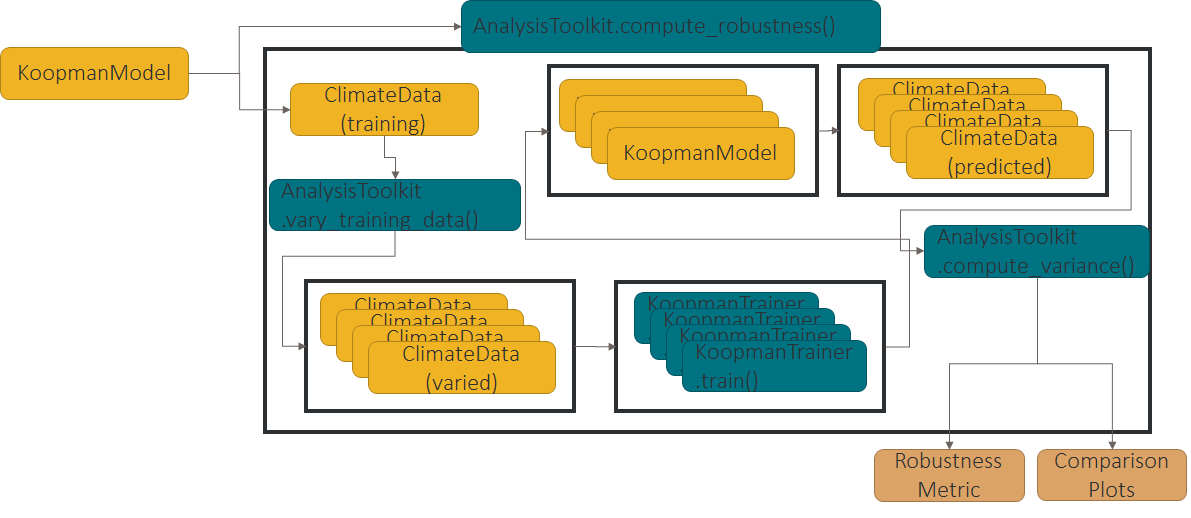 AnalysisToolkit.compute_robustness()
KoopmanModel
ClimateData
(training)
AnalysisToolkit
.vary_training_data()
ClimateData
ClimateData
ClimateData
ClimateData
(varied)
KoopmanTrainer
KoopmanTrainer
KoopmanTrainer
KoopmanTrainer
.train()
KoopmanModel
ClimateData
ClimateData
ClimateData
ClimateData
(predicted)
AnalysisToolkit
.compute_variance()
Robustness
Metric
Comparison
Plots